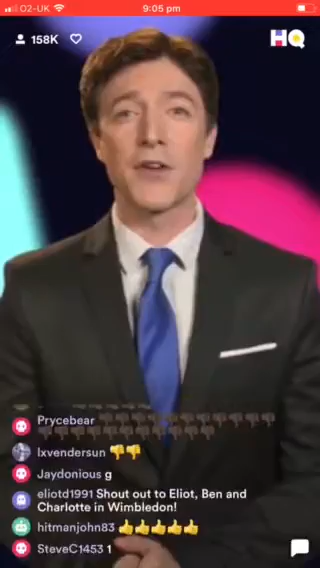 O2-UK 9:05 pm
158K HQ
Prycebear
lxvendersun
Jaydonious g
eliotd1991 Shout out to Eliot, Ben and
Charlotte in Wimbledon!
hitmanjohn83
SteveC1453 1